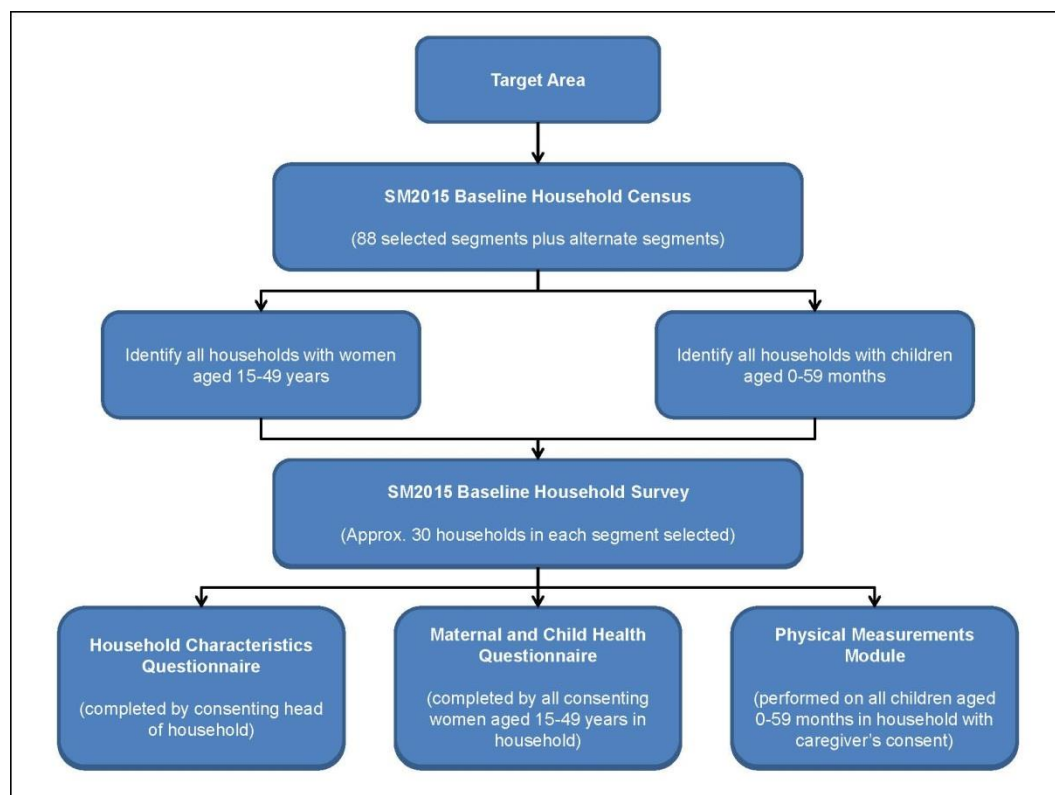 Target Area
SM2015 Baseline Household Census
(88 selected segments plus alternate segments)
Identify all households with women
aged 15-49 years
Identify all households with children
aged 0-59 months
SM2015 Baseline Household Survey
(Approx. 30 households in each segment selected)
Household Characteristics
Questionnaire
(completed by consenting head
of household)
Maternal and Child Health
Questionnaire
(completed by all consenting
women aged 15-49 years in
household)
Physical Measurements
Module
(performed on all children aged
0-59 months in household with
caregiver’s consent)